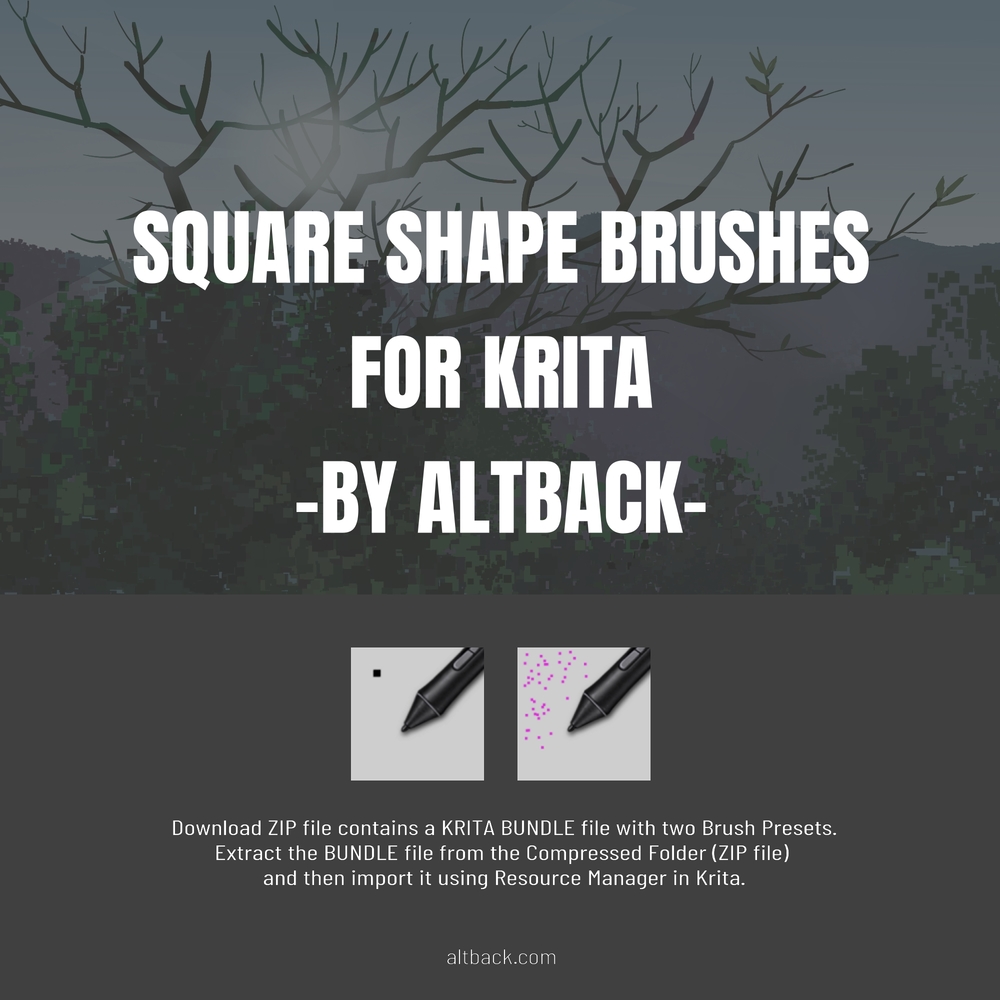 SQUARE SHAPE BRUSHES
FOR KRITA
-BY ALTBACK-
Download ZIP file contains a KRITA BUNDLE file with two Brush Presets.
Extract the BUNDLE file from the Compressed Folder (ZIP file)
and then import it using Resource Manager in Krita.
altback.com